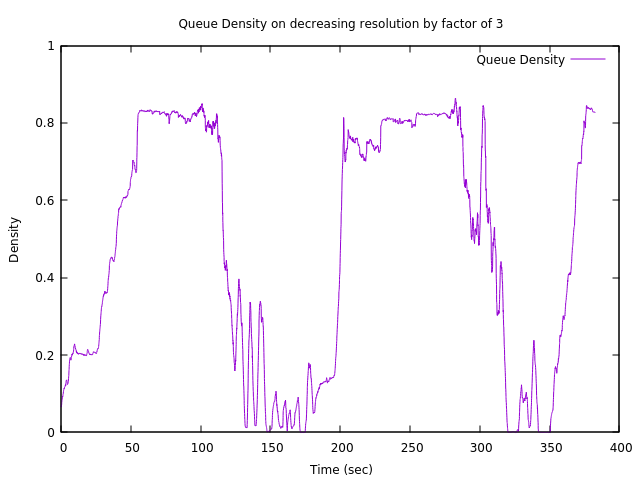 Queue Density on decreasing resolution by factor of 3
Queue Density
1
0.8
0.6
0.4
0.2
0
Density
0 50 100 150 200 250 300 350 400
Time (sec)